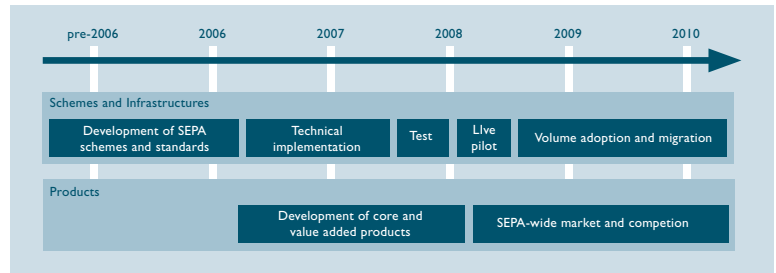 pre-2006 2006 2007 2008 2009 2010
Schemes and Infrastructures
Development of SEPA
schemes and standards
Technical
implementation
Test
LIve
pilot
Volume adoption and migration
Products
Development of core and
value added products
SEPA-wide market and competion